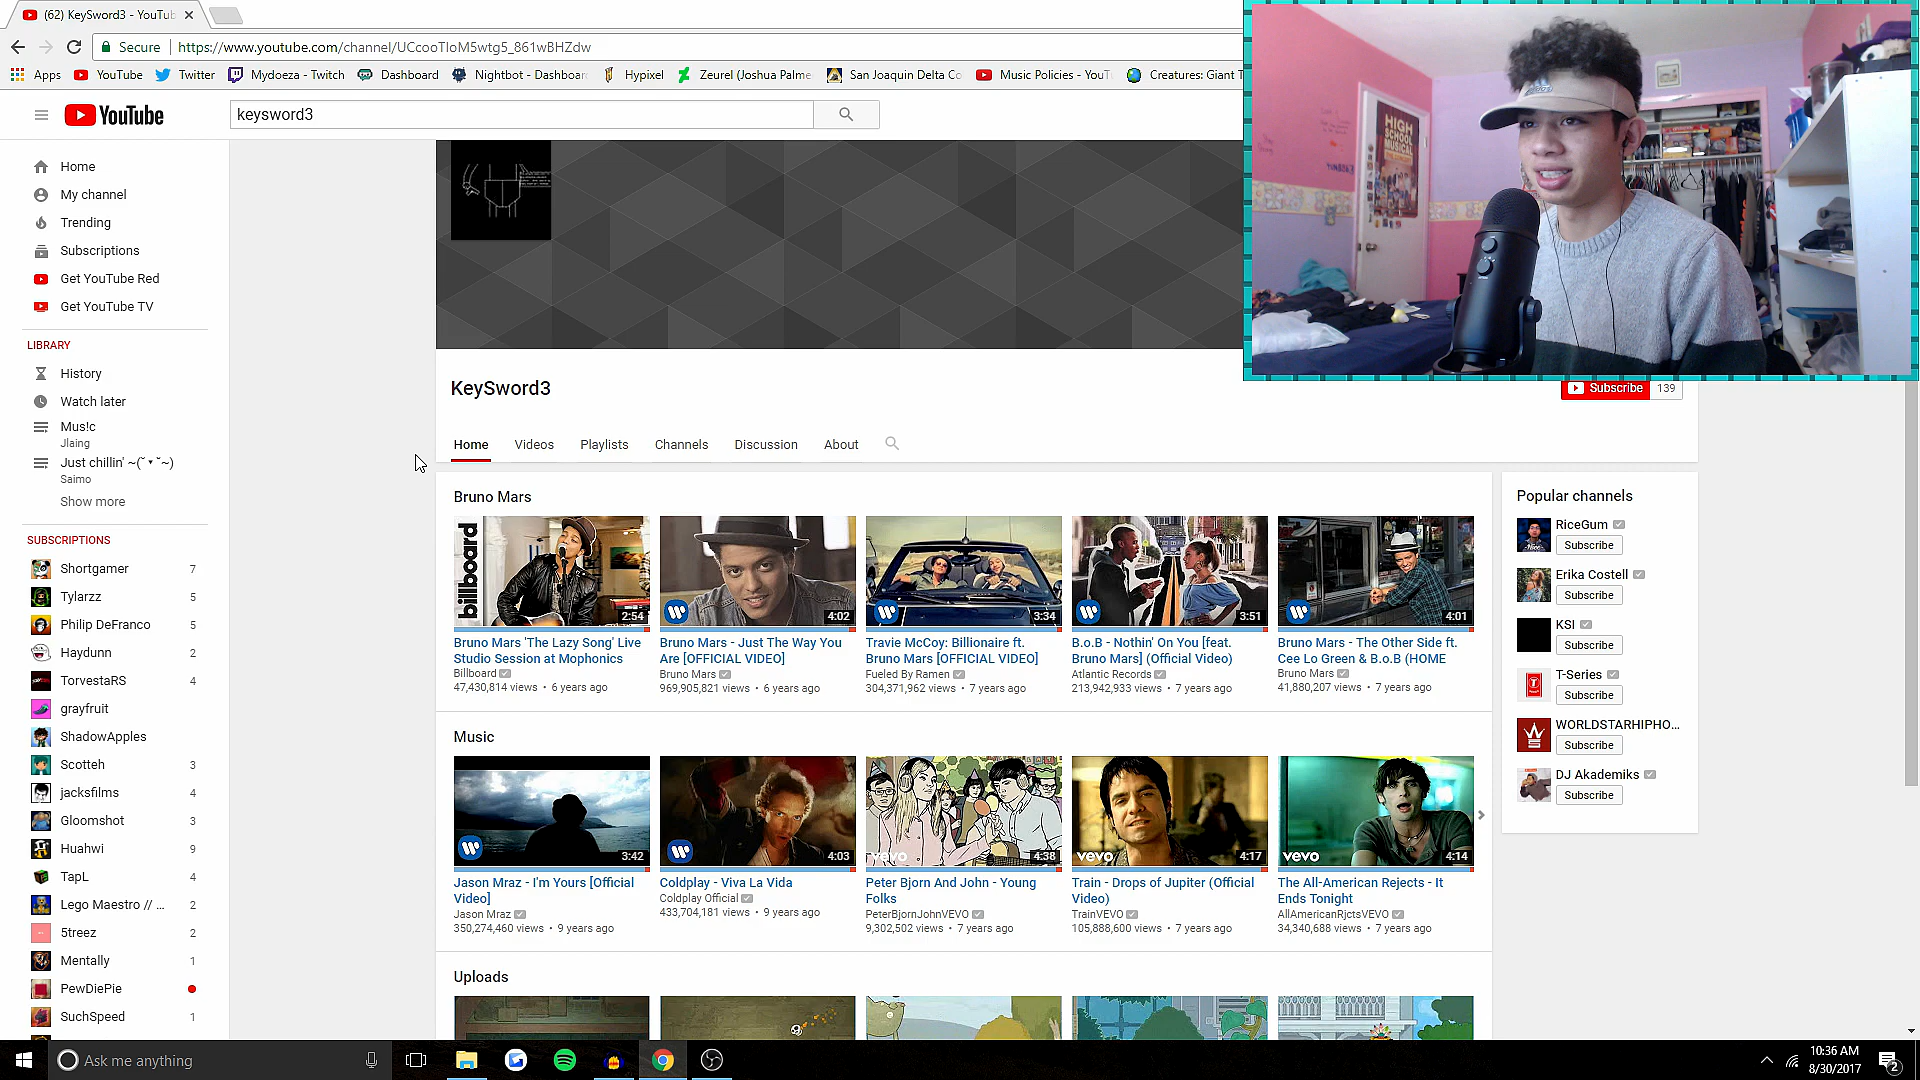 (62) KeySword3 - YouTub
Secure
https://www.youtube.com/channel/UCcooTIoM5wtg5_861wBHZdw
Apps
YouTube
Twitter
Mydoeza - Twitch
Dashboard
Nightbot - Dashboar
Hypixel
Zeurel (Joshua Palme
San Joaquin Delta Co
Music Policies - YouT
Creatures: Giant T
YouTube
keysword3
HIGH
SCHOOL
MUSICAL
Home
My channel
Trending
Subscriptions
Get YouTube Red
Get YouTube TV
LIBRARY
History
Watch later
Mus!c
Jlaing
Just chillin' ~(˘▾˘~)
Saimo
Show more
SUBSCRIPTIONS
Shortgamer 7
Tylarzz 5
Philip DeFranco 5
Haydunn 2
TorvestaRS 4
grayfruit
ShadowApples
Scotteh 3
jacksfilms 4
Gloomshot 3
Huahwi 9
TapL 4
Lego Maestro // ... 2
5treez 2
Mentally 1
PewDiePie
SuchSpeed 1
KeySword3
Subscribe 139
Home
Videos
Playlists
Channels
Discussion
About
Bruno Mars
billboard
2:54
Bruno Mars 'The Lazy Song' Live
Studio Session at Mophonics
Billboard
47,430,814 views • 6 years ago
4:02
Bruno Mars - Just The Way You
Are [OFFICIAL VIDEO]
Bruno Mars
969,905,821 views • 6 years ago
3:34
Travie McCoy: Billionaire ft.
Bruno Mars [OFFICIAL VIDEO]
Fueled By Ramen
304,371,962 views • 7 years ago
3:51
B.o.B - Nothin' On You [feat.
Bruno Mars] (Official Video)
Atlantic Records
213,942,933 views • 7 years ago
4:01
Bruno Mars - The Other Side ft.
Cee Lo Green & B.o.B (HOME
Bruno Mars
41,880,207 views • 7 years ago
Music
3:42
Jason Mraz - I'm Yours [Official
Video]
Jason Mraz
350,274,460 views • 9 years ago
4:03
Coldplay - Viva La Vida
Coldplay Official
433,704,181 views • 9 years ago
vevo
4:38
Peter Bjorn And John - Young
Folks
PeterBjornJohnVEVO
9,302,502 views • 7 years ago
vevo
4:17
Train - Drops of Jupiter (Official
Video)
TrainVEVO
105,888,600 views • 7 years ago
vevo
4:14
The All-American Rejects - It
Ends Tonight
AllAmericanRjctsVEVO
34,340,688 views • 7 years ago
Uploads
Popular channels
RiceGum
Subscribe
Erika Costell
Subscribe
KSI
Subscribe
T-Series
Subscribe
WORLDSTARHIPHO...
Subscribe
DJ Akademiks
Subscribe
Ask me anything
10:36 AM
8/30/2017
2